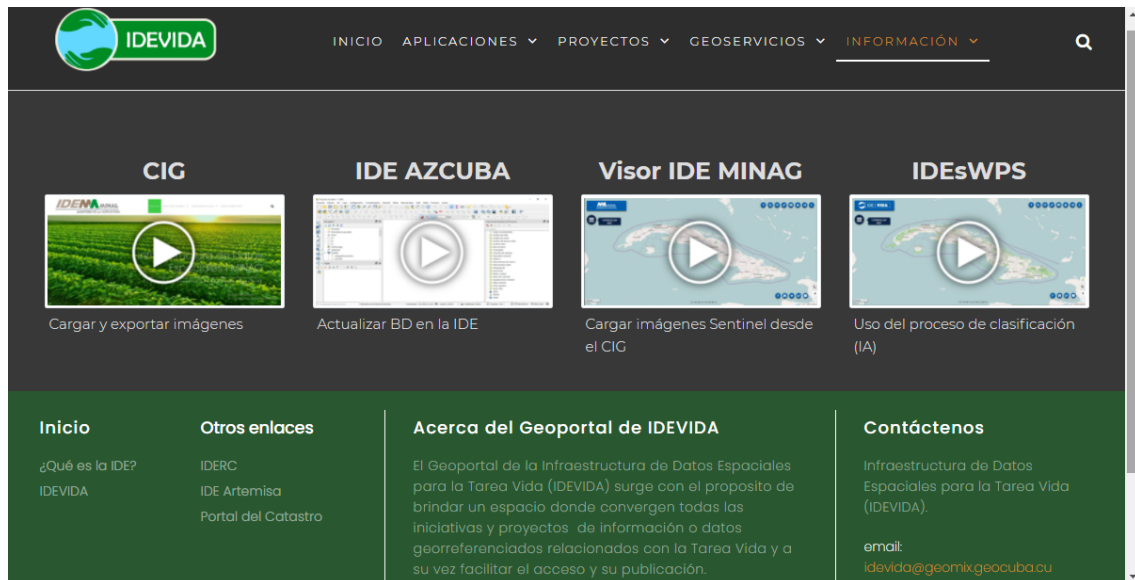 IDEVIDA
INICIO APLICACIONES PROYECTOS GEOSERVICIOS INFORMACIÓN
CIG
IDE AZCUBA
Visor IDE MINAG
IDEsWPS
Cargar y exportar imágenes
Actualizar BD en la IDE
Cargar imágenes Sentinel desde
el CIG
Uso del proceso de clasificación
(IA)
Inicio
¿Qué es la IDE?
IDEVIDA
Otros enlaces
IDERC
IDE Artemisa
Portal del Catastro
Acerca del Geoportal de IDEVIDA
El Geoportal de la Infraestructura de Datos Espaciales
para la Tarea Vida (IDEVIDA) surge con el proposito de
brindar un espacio donde convergen todas las
iniciativas y proyectos de información o datos
georreferenciados relacionados con la Tarea Vida y a
su vez facilitar el acceso y su publicación.
Contáctenos
Infraestructura de Datos
Espaciales para la Tarea Vida
(IDEVIDA).
email:
idevida@geomix.geocuba.cu